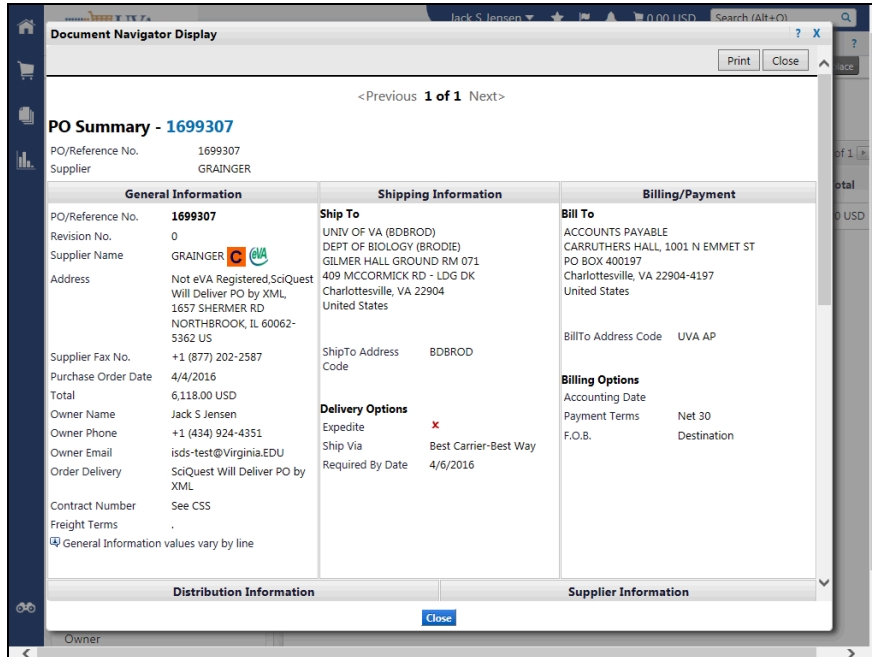 Jack S Jensen 0.00 USD Search (Alt+Q)
Document Navigator Display ? X
?
Print Close
lace
<Previous 1 of 1 Next>
PO Summary - 1699307
PO/Reference No. 1699307
of 1
Supplier GRAINGER
otal
General Information
PO/Reference No. 1699307
0 USD
Revision No. 0
Supplier Name GRAINGER C eVA
Address Not eVA Registered,SciQuest
Will Deliver PO by XML,
1657 SHERMER RD
NORTHBROOK, IL 60062-
5362 US
Supplier Fax No. +1 (877) 202-2587
Purchase Order Date 4/4/2016
Total 6,118.00 USD
Owner Name Jack S Jensen
Owner Phone +1 (434) 924-4351
Owner Email isds-test@Virginia.EDU
Order Delivery SciQuest Will Deliver PO by
XML
Contract Number See CSS
Freight Terms .
General Information values vary by line
Shipping Information
Ship To
UNIV OF VA (BDBROD)
DEPT OF BIOLOGY (BRODIE)
GILMER HALL GROUND RM 071
409 MCCORMICK RD - LDG DK
Charlottesville, VA 22904
United States
ShipTo Address BDBROD
Code
Delivery Options
Expedite x
Ship Via Best Carrier-Best Way
Required By Date 4/6/2016
Billing/Payment
Bill To
ACCOUNTS PAYABLE
CARRUTHERS HALL, 1001 N EMMET ST
PO BOX 400197
Charlottesville, VA 22904-4197
United States
BillTo Address Code UVA AP
Billing Options
Accounting Date
Payment Terms Net 30
F.O.B. Destination
Distribution Information
Supplier Information
Close
Owner